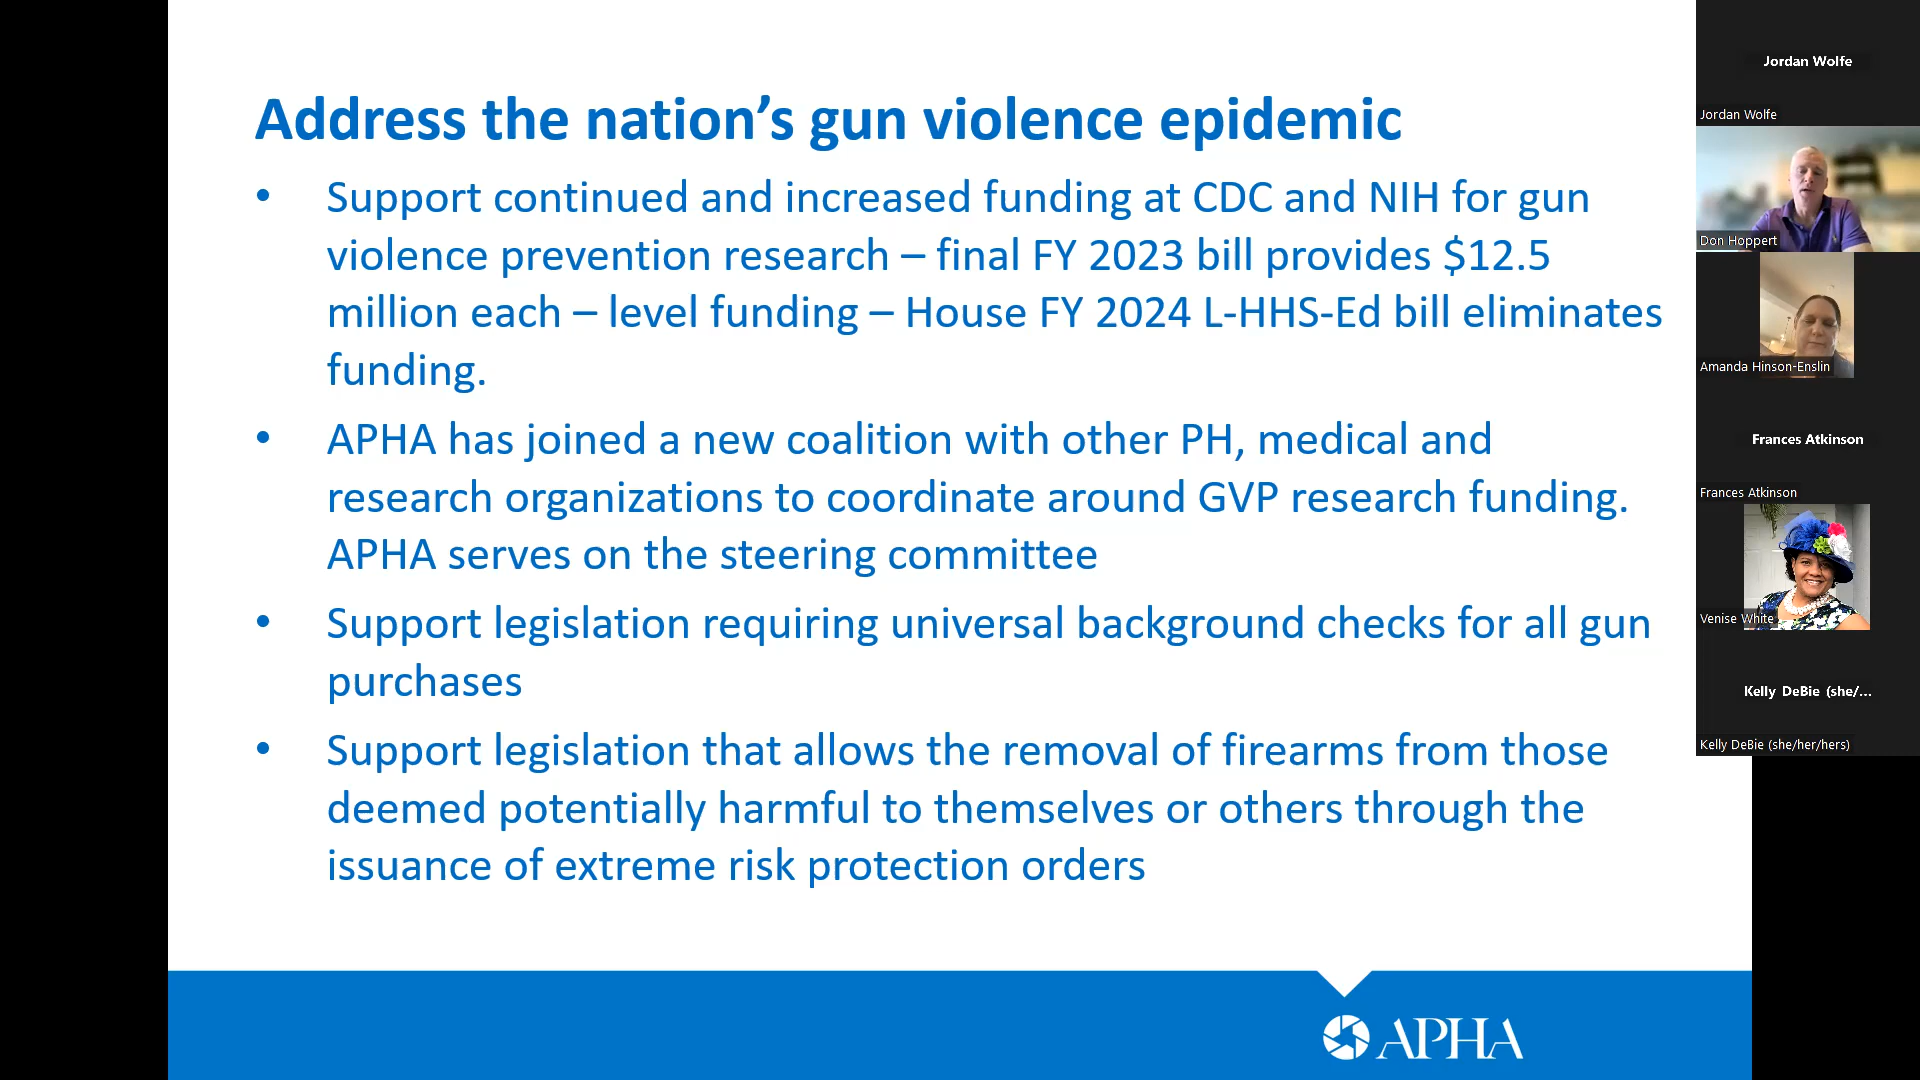 Address the nation’s gun violence epidemic
• Support continued and increased funding at CDC and NIH for gun
violence prevention research – final FY 2023 bill provides $12.5
million each – level funding – House FY 2024 L-HHS-Ed bill eliminates
funding.
• APHA has joined a new coalition with other PH, medical and
research organizations to coordinate around GVP research funding.
APHA serves on the steering committee
• Support legislation requiring universal background checks for all gun
purchases
• Support legislation that allows the removal of firearms from those
deemed potentially harmful to themselves or others through the
issuance of extreme risk protection orders
APHA
Jordan Wolfe
Jordan Wolfe
Don Hoppert
Amanda Hinson-Enslin
Frances Atkinson
Frances Atkinson
Venise White
Kelly DeBie (she/...
Kelly DeBie (she/her/hers)